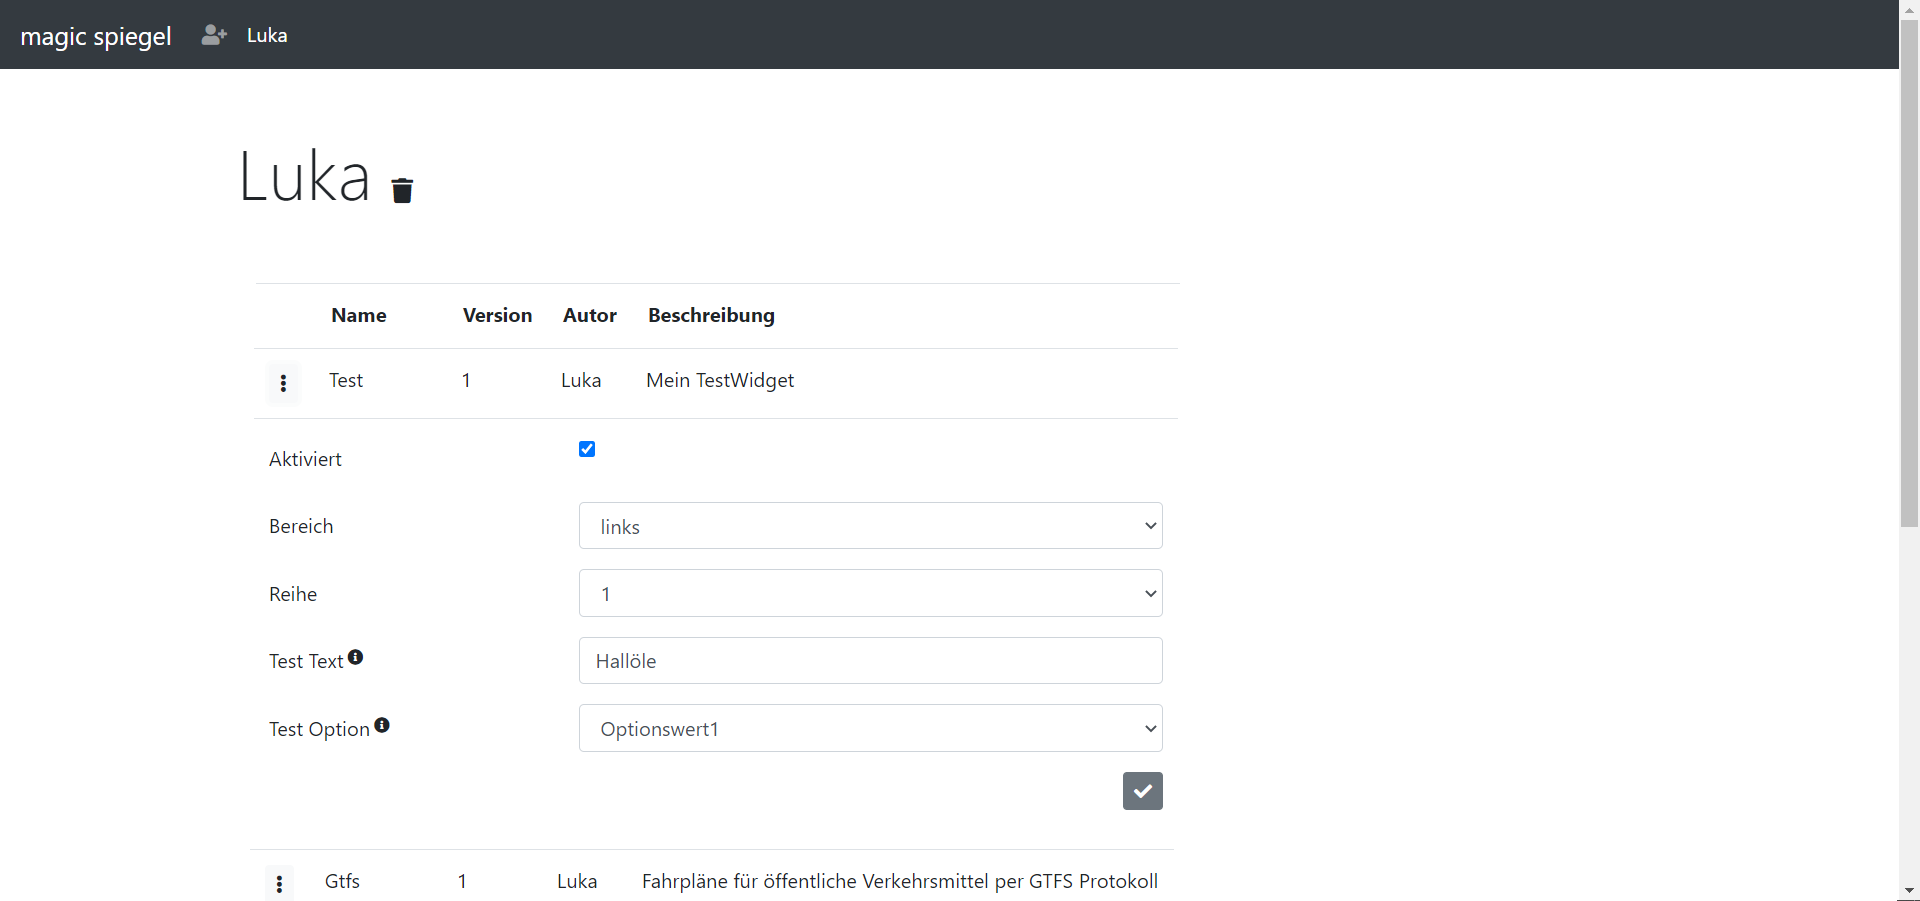 magic spiegel Luka
Luka
Name Version Autor Beschreibung
Test 1 Luka Mein TestWidget
Aktiviert
Bereich links
Reihe 1
Test Text Hallöle
Test Option Optionswert1
Gtfs 1 Luka Fahrpläne für öffentliche Verkehrsmittel per GTFS Protokoll